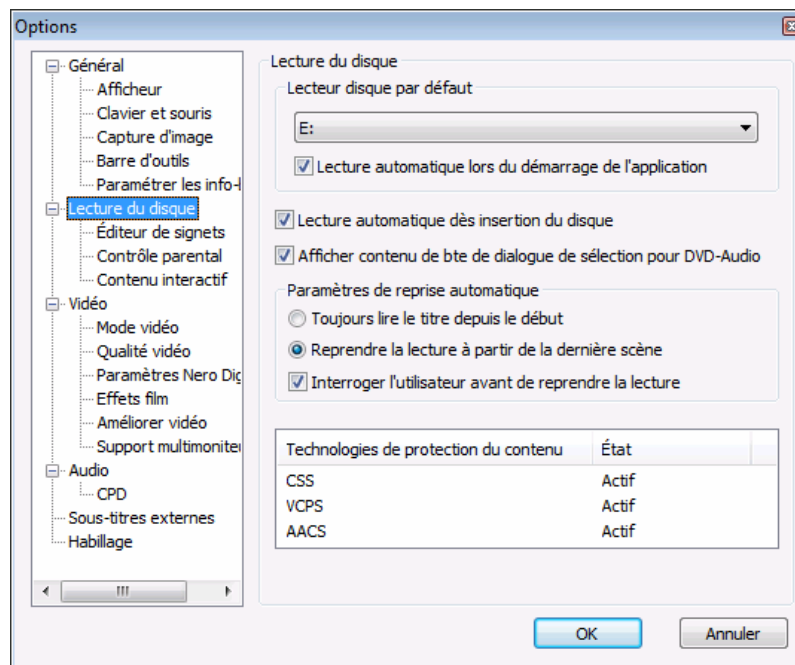 Options
Général
Afficheur
Clavier et souris
Capture d'image
Barre d'outils
Paramétrer les info-
Lecture du disque
Éditeur de signets
Contrôle parental
Contenu interactif
Vidéo
Mode vidéo
Qualité vidéo
Paramètres Nero Dig
Effets film
Améliorer vidéo
Support multimonite
Audio
CPD
Sous-titres externes
Habillage
Lecture du disque
Lecteur disque par défaut
E:
Lecture automatique lors du démarrage de l'application
Lecture automatique dès insertion du disque
Afficher contenu de bte de dialogue de sélection pour DVD-Audio
Paramètres de reprise automatique
Toujours lire le titre depuis le début
Reprendre la lecture à partir de la dernière scène
Interroger l'utilisateur avant de reprendre la lecture
Technologies de protection du contenu État
CSS Actif
VCPS Actif
AACS Actif
OK Annuler